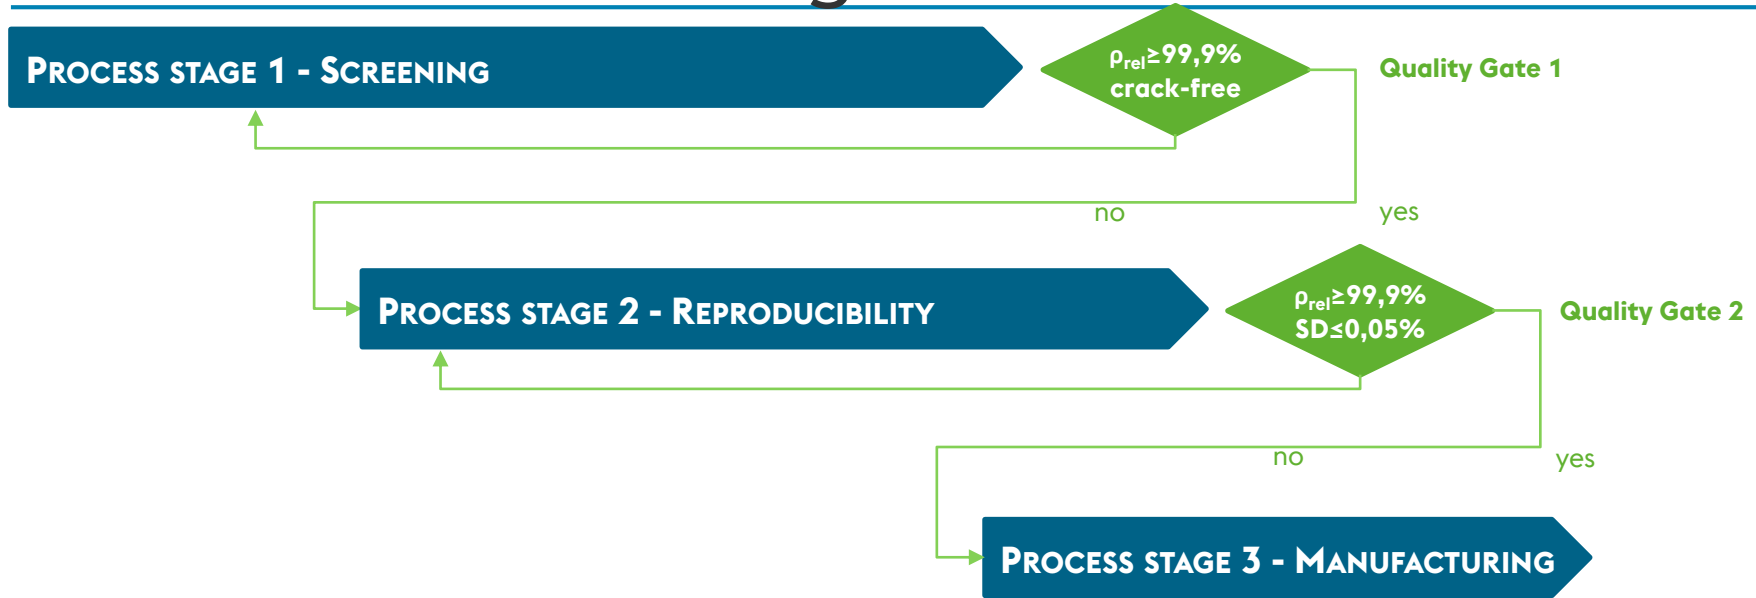 PROCESS STAGE 1 - SCREENING
ρrel≥99,9%
crack-free
Quality Gate 1
no
yes
PROCESS STAGE 2 - REPRODUCIBILITY
ρrel≥99,9%
SD≤0,05%
Quality Gate 2
no
yes
PROCESS STAGE 3 - MANUFACTURING